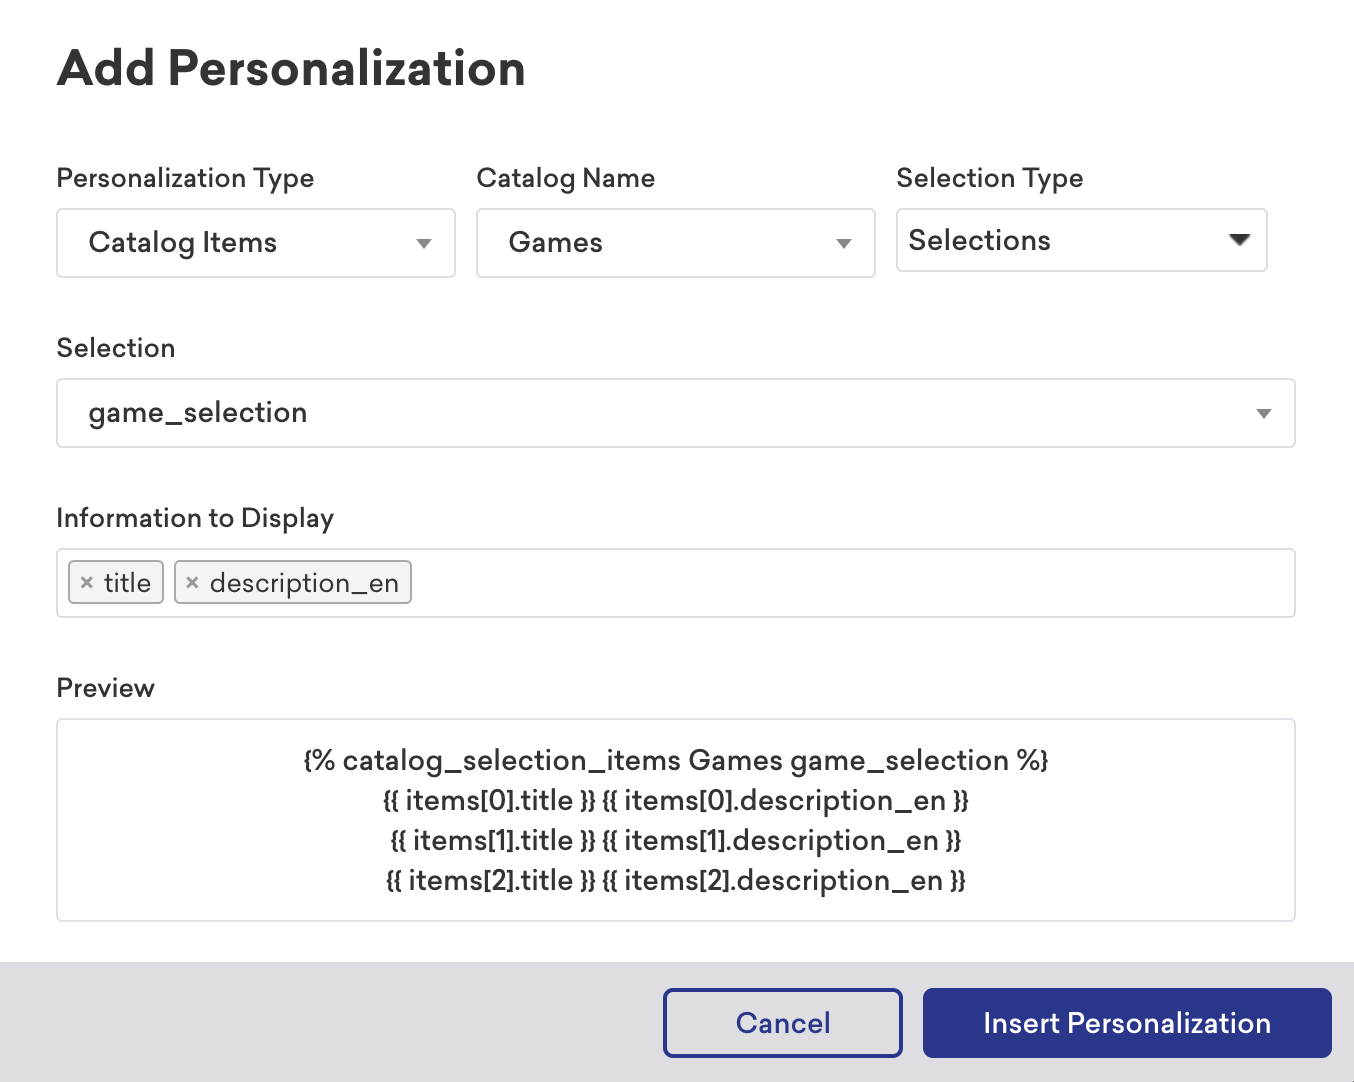 Add Personalization
Personalization Type Catalog Name Selection Type
Catalog Items Games Selections
Selection
game_selection
Information to Display
× title × description_en
Preview
{% catalog_selection_items Games game_selection %}
{{ items[0].title }} {{ items[0].description_en }}
{{ items[1].title }} {{ items[1].description_en }}
{{ items[2].title }} {{ items[2].description_en }}
Cancel Insert Personalization